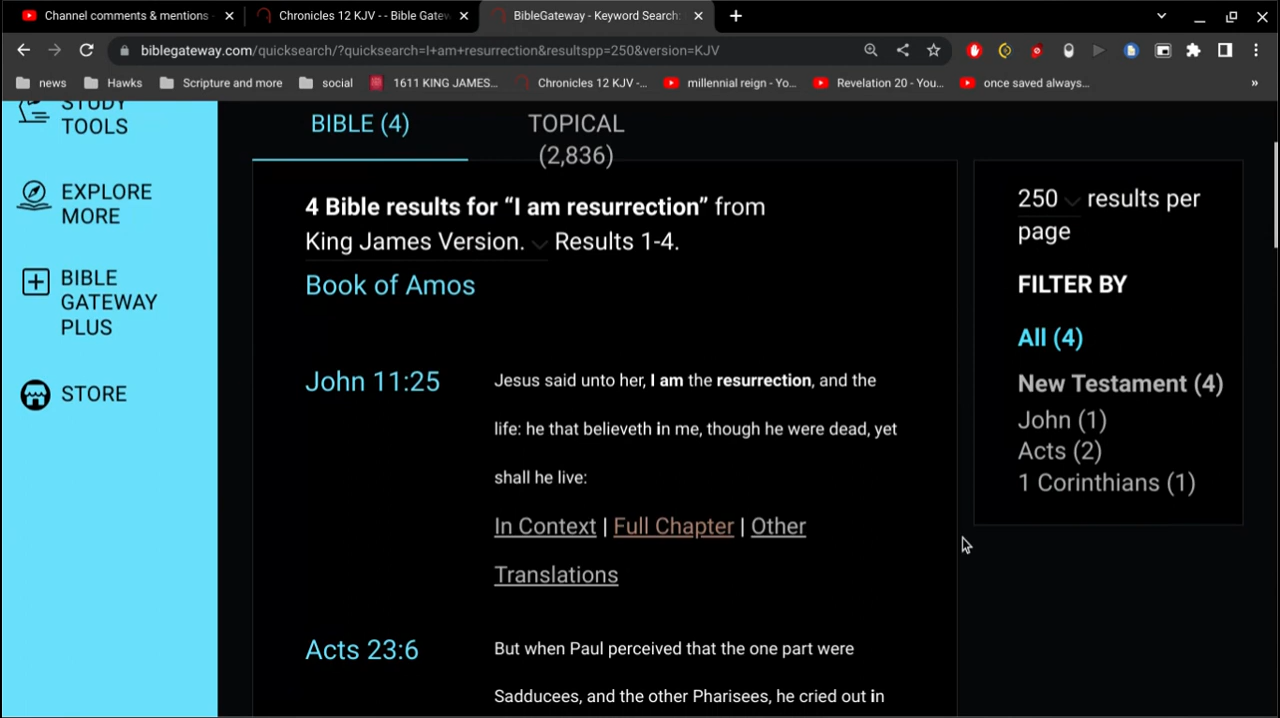 Channel comments & mentions -
Chronicles 12 KJV - - Bible Gatew
BibleGateway - Keyword Search:
biblegateway.com/quicksearch/?quicksearch=I+am+resurrection&resultspp=250&version=KJV
news
Hawks
Scripture and more
social
1611 KING JAMES...
Chronicles 12 KJV -...
millennial reign - Yo...
Revelation 20 - You...
once saved always...
»
STUDY
TOOLS
EXPLORE
MORE
BIBLE
GATEWAY
PLUS
STORE
BIBLE (4)
TOPICAL
(2,836)
4 Bible results for “I am resurrection” from
King James Version. Results 1-4.
Book of Amos
John 11:25
Jesus said unto her, I am the resurrection, and the
life: he that believeth in me, though he were dead, yet
shall he live:
In Context | Full Chapter | Other
Translations
Acts 23:6
But when Paul perceived that the one part were
Sadducees, and the other Pharisees, he cried out in
250 results per
page
FILTER BY
All (4)
New Testament (4)
John (1)
Acts (2)
1 Corinthians (1)